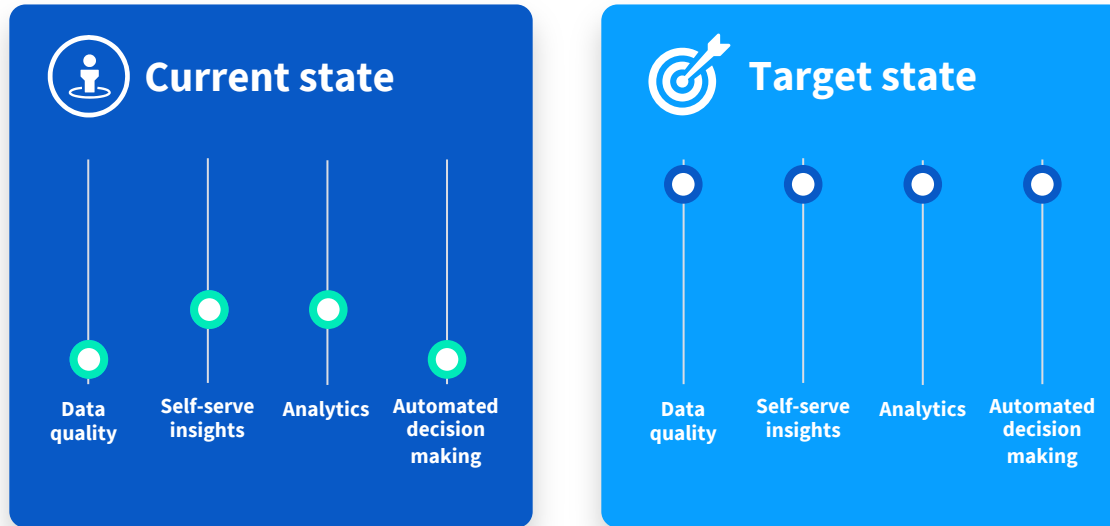 Current state
Data
quality
Self-serve
insights
Analytics
Automated
decision
making
Target state
Data
quality
Self-serve
insights
Analytics
Automated
decision
making